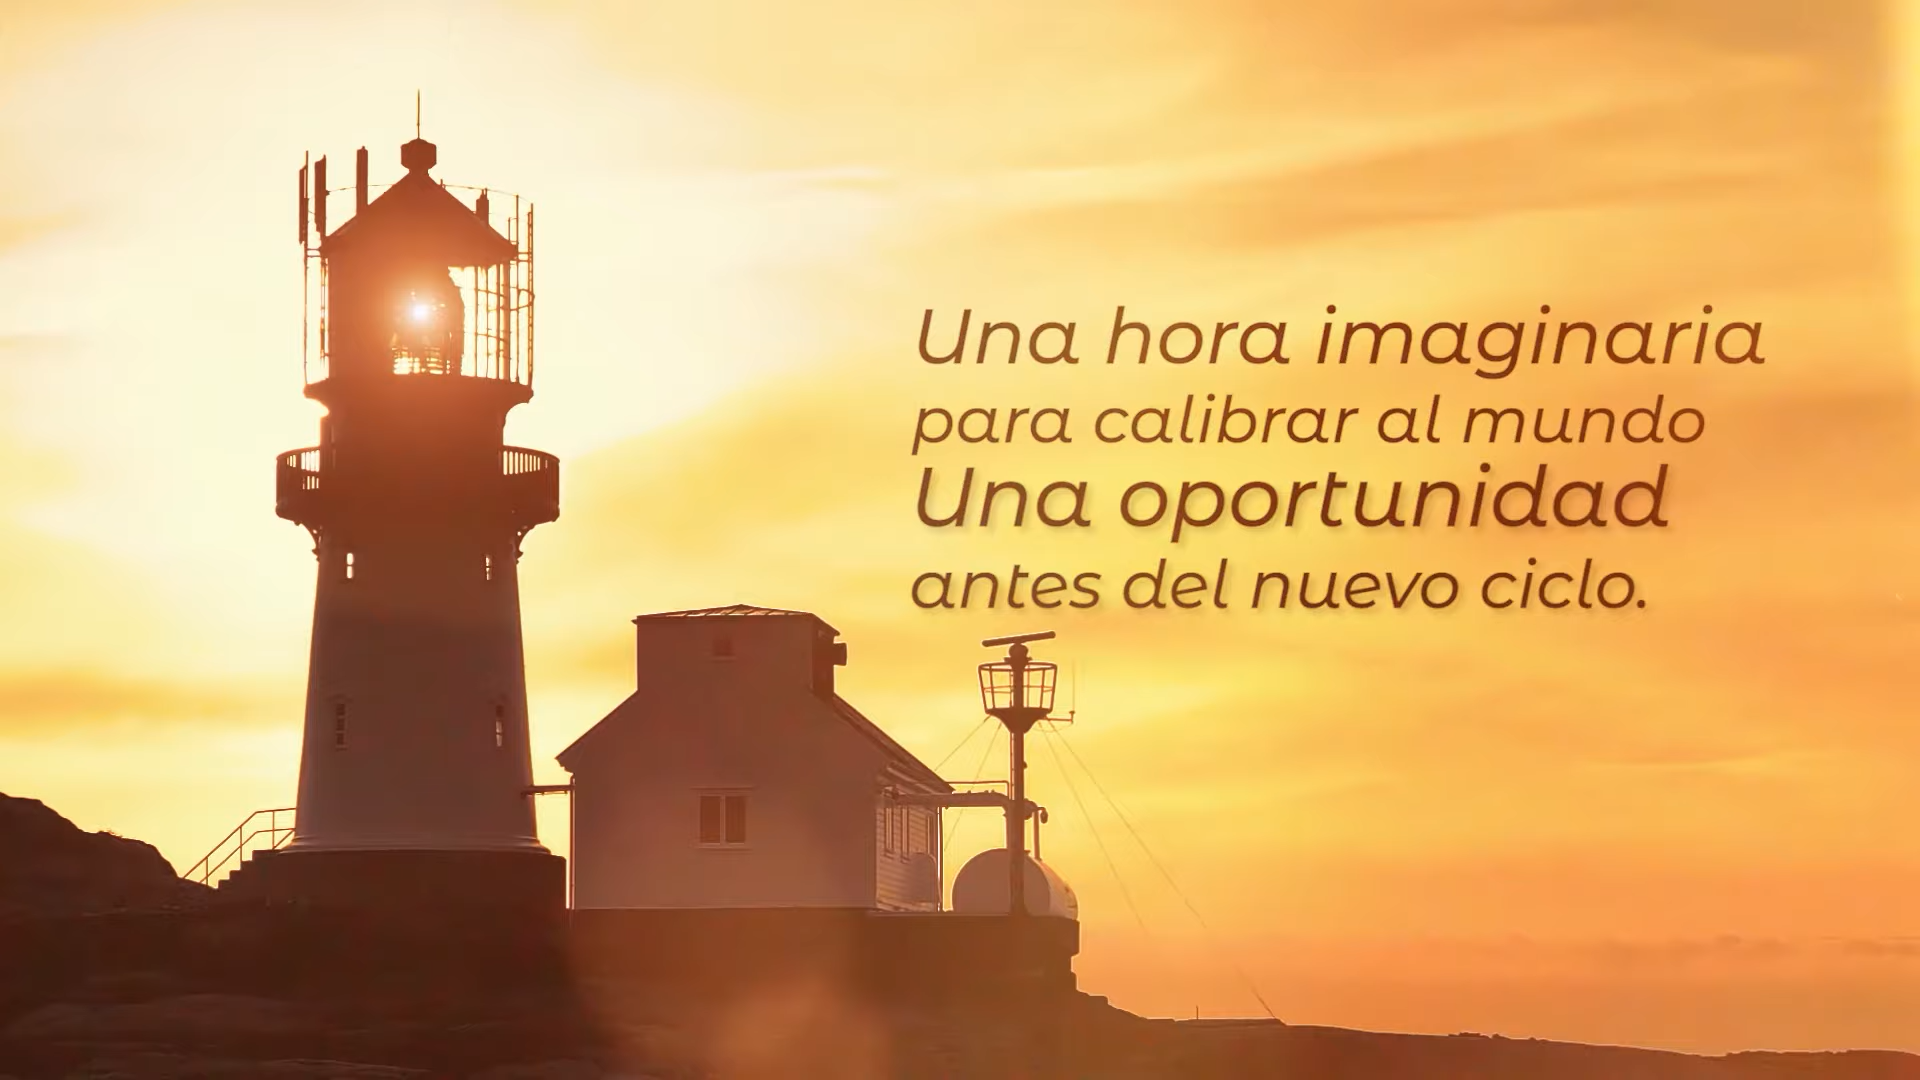 Una hora imaginaria
para calibrar al mundo
Una oportunidad
antes del nuevo ciclo.